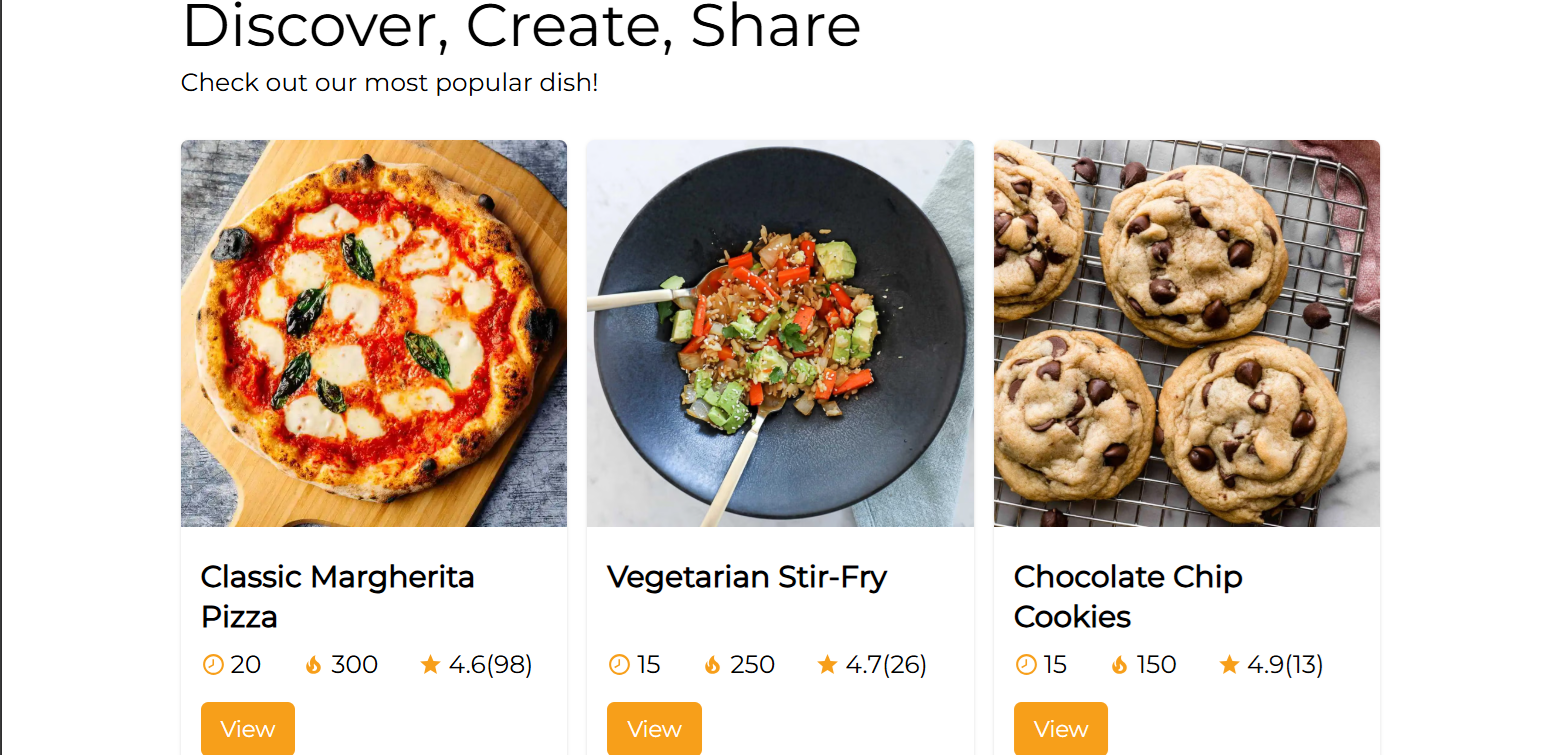 Discover, Create, Share
Check out our most popular dish!
Classic Margherita
Pizza
20 300 4.6(98)
View
Vegetarian Stir-Fry
15 250 4.7(26)
View
Chocolate Chip
Cookies
15 150 4.9(13)
View